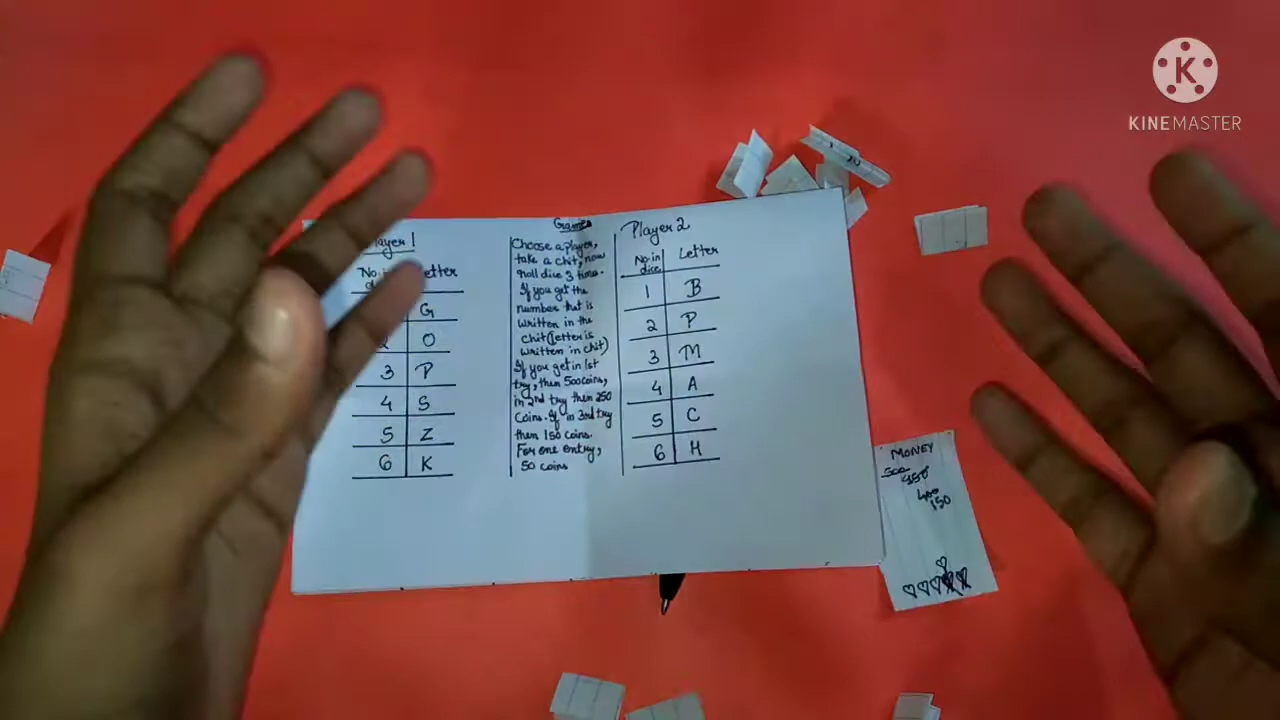 Games
Player 1
No. in
Letter
G
O
3 P
4 S
5 Z
6 K
Choose a player,
take a chit, now
roll dice 3 times.
If you get the
number that is
written in the
chit (letter is
written in chit)
If you get in 1st
try, then 500 coins,
in 2nd try then 250
coins. If in 3rd try
then 150 coins.
For one entry,
50 coins
Player 2
No. in Letter
dice
1 B
2 P
3 M
4 A
5 C
6 H
MONEY
500
450
400
150
K
KINEMASTER